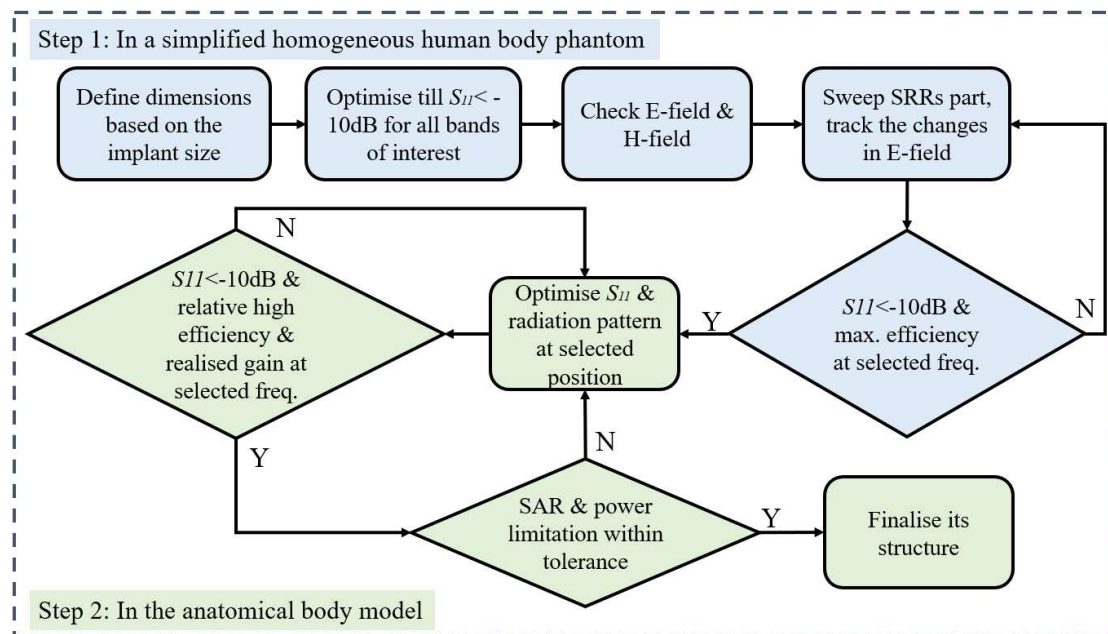 Step 1: In a simplified homogeneous human body phantom
Define dimensions
based on the
implant size
Optimise till S11< -
10dB for all bands
of interest
Check E-field &
H-field
Sweep SRRs part,
track the changes
in E-field
N
S11<-10dB &
relative high
efficiency &
realised gain at
selected freq.
Optimise S11 &
radiation pattern
at selected
position
Y
S11<-10dB &
max. efficiency
at selected freq.
N
Y
N
SAR & power
limitation within
tolerance
Y
Finalise its
structure
Step 2: In the anatomical body model